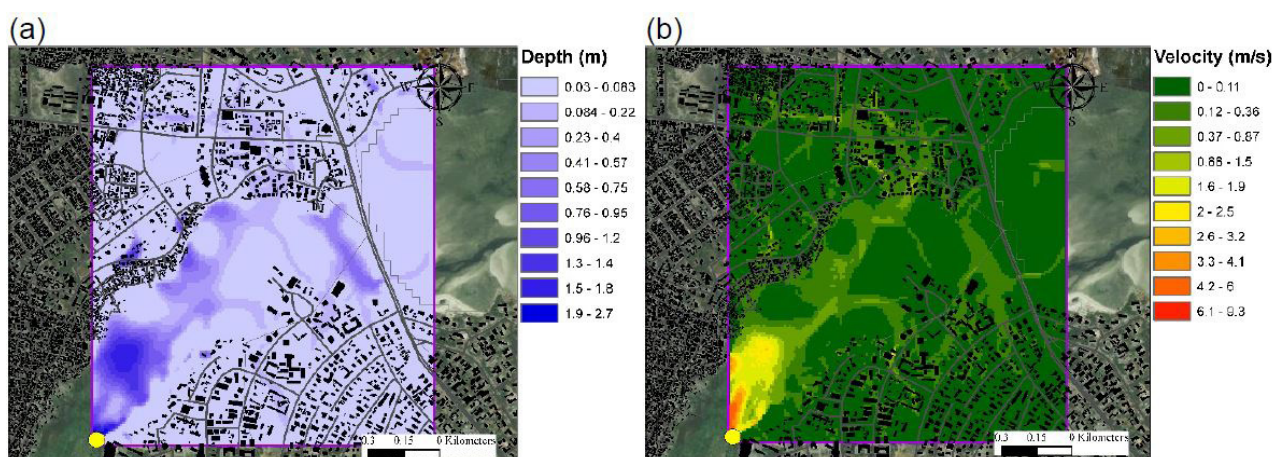 (a)
(b)
Depth (m)
0.03 - 0.083
0.084 - 0.22
0.23 - 0.4
0.41 - 0.57
0.58 - 0.75
0.76 - 0.95
0.96 - 1.2
1.3 - 1.4
1.5 - 1.8
1.9 - 2.7
W E
S
0.3 0.15 0 Kilometers
Velocity (m/s)
0 - 0.11
0.12 - 0.36
0.37 - 0.87
0.88 - 1.5
1.6 - 1.9
2 - 2.5
2.6 - 3.2
3.3 - 4.1
4.2 - 6
6.1 - 9.3
W E
S
0.3 0.15 0 Kilometers